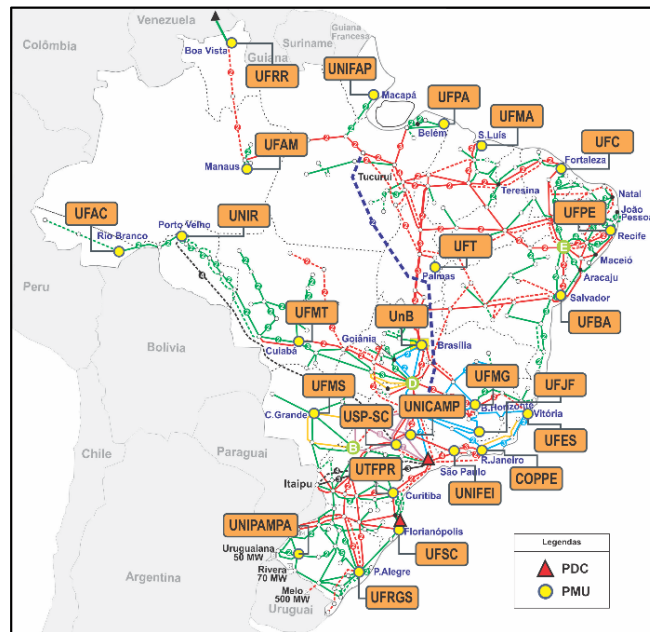 Venezuela
Colômbia
Guiana
Suriname
Guiana
Francesa
Boa Vista
UFRR
UNIFAP
Macapá
UFPA
Belém
UFMA
S.Luís
UFC
Fortaleza
UFAM
Manaus
Tucuruí
Teresina
Natal
João
Pessoa
UFPE
Recife
E
Maceió
Aracajú
UFAC
Rio Branco
Porto Velho
UNIR
UFT
Palmas
Salvador
UFBA
Peru
Bolívia
UFMT
Cuiabá
Goiânia
UnB
Brasília
D
UFMS
C.Grande
USP-SC
UNICAMP
UFMG
UFJF
B.Horizonte
Vitória
UFES
B
Chile
Paraguai
UTFPR
Itaipu
São Paulo
R.Janeiro
UNIFEI
COPPE
Curitiba
UNIPAMPA
Uruguaiana
50 MW
Rivera
70 MW
Melo
500 MW
Florianópolis
UFSC
P.Alegre
UFRGS
Argentina
Uruguai
Legendas
PDC
PMU